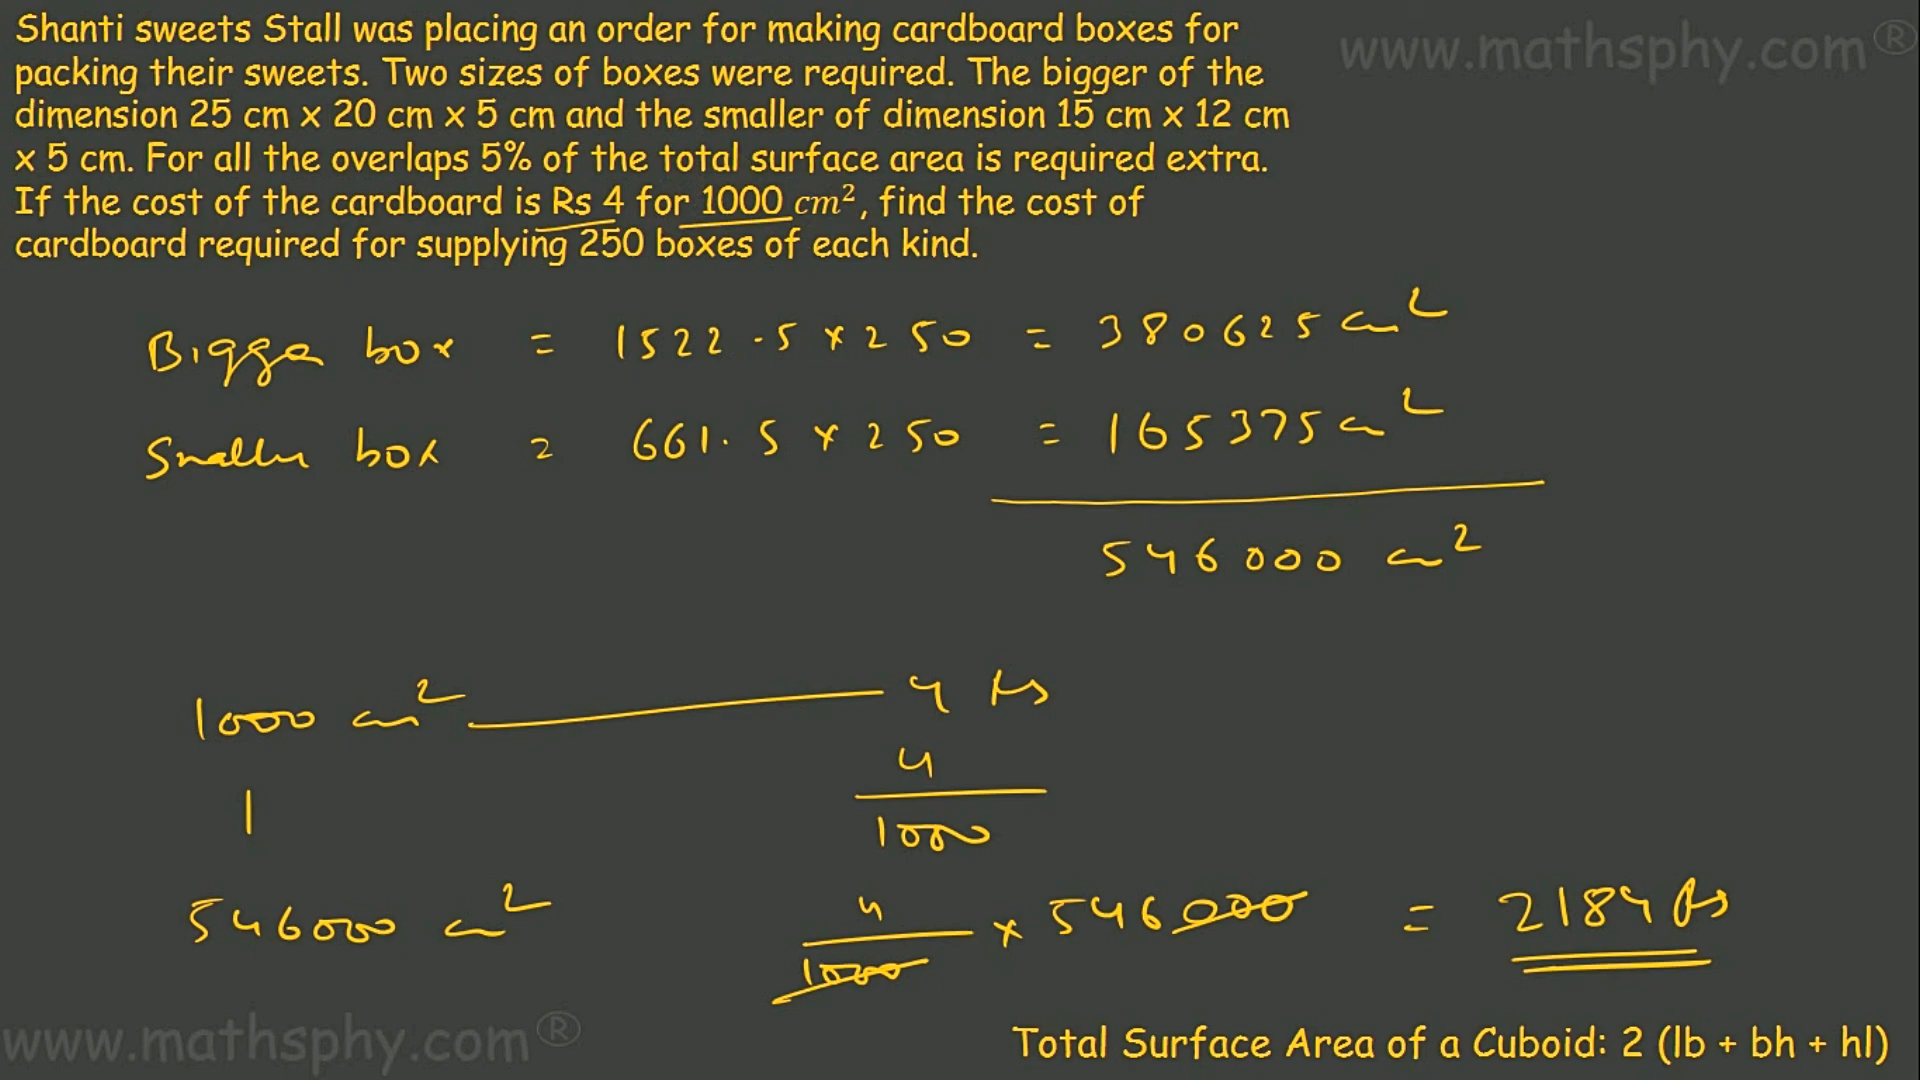 Shanti sweets Stall was placing an order for making cardboard boxes for
www.mathsphy.com®
packing their sweets. Two sizes of boxes were required. The bigger of the
dimension 25 cm x 20 cm x 5 cm and the smaller of dimension 15 cm x 12 cm
x 5 cm. For all the overlaps 5% of the total surface area is required extra.
If the cost of the cardboard is Rs 4 for 1000 cm², find the cost of
cardboard required for supplying 250 boxes of each kind.
Bigger box = 1522.5 x 250 = 380625 cm²
Smaller box = 661.5 x 250 = 165375 cm²
546000 cm²
1000 cm² — 4 Rs
1 4/1000
546000 cm² 4/1000 x 546000 = 2184 Rs
www.mathsphy.com®
Total Surface Area of a Cuboid: 2 (lb + bh + hl)